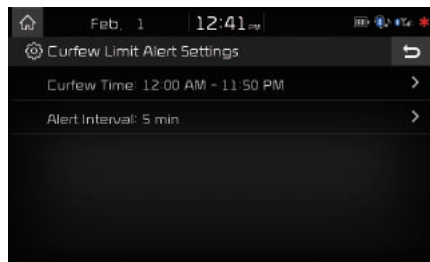 Feb. 1 12:41 PM
Curfew Limit Alert Settings
Curfew Time: 12:00 AM - 11:50 PM
Alert Interval: 5 min